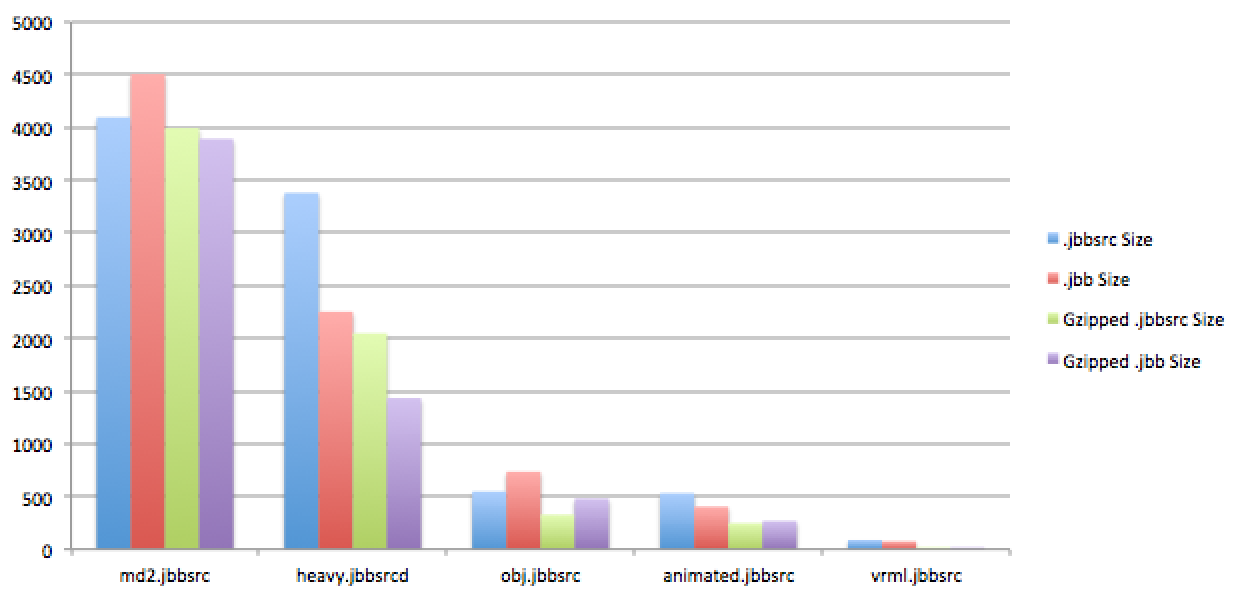 5000
4500
4000
3500
3000
2500
2000
1500
1000
500
0
md2.jbbsrc heavy.jbbsrcd obj.jbbsrc animated.jbbsrc vrml.jbbsrc
.jbbsrc Size
.jbb Size
Gzipped .jbbsrc Size
Gzipped .jbb Size